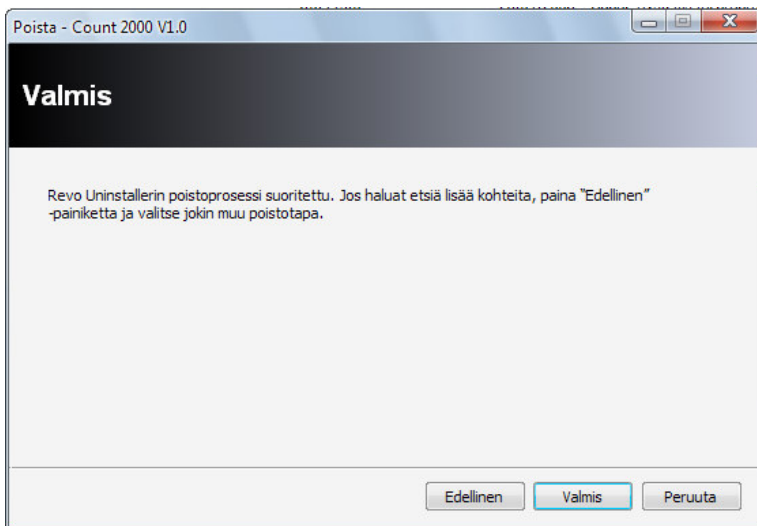 Poista - Count 2000 V1.0
Valmis
Revo Uninstallerin poistoprosessi suoritettu. Jos haluat etsiä lisää kohteita, paina “Edellinen”
-painiketta ja valitse jokin muu poistotapa.
Edellinen
Valmis
Peruuta